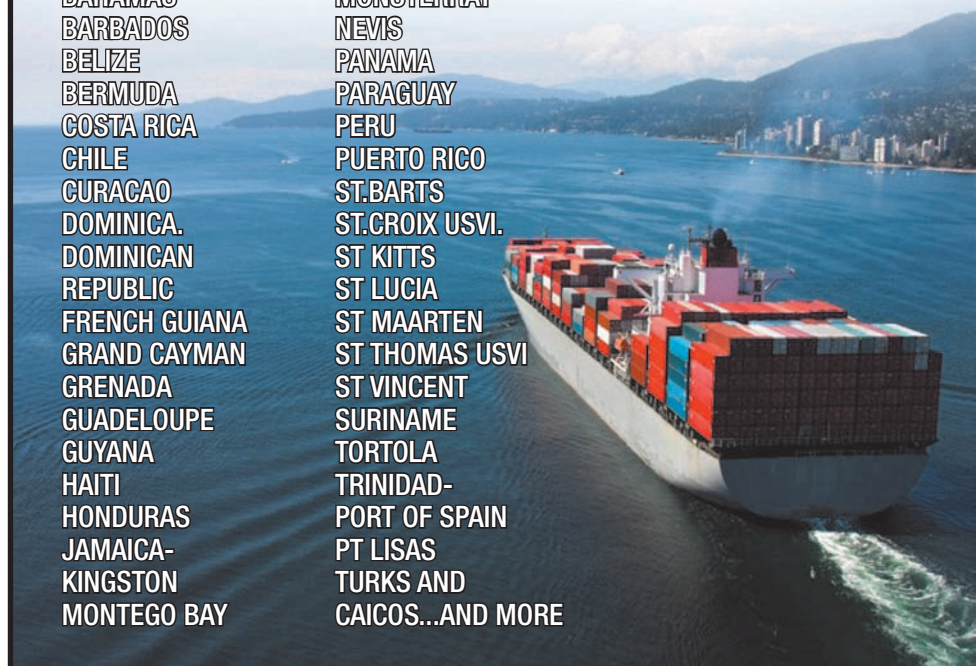 BAHAMAS
BARBADOS
BELIZE
BERMUDA
COSTA RICA
CHILE
CURACAO
DOMINICA.
DOMINICAN
REPUBLIC
FRENCH GUIANA
GRAND CAYMAN
GRENADA
GUADELOUPE
GUYANA
HAITI
HONDURAS
JAMAICA-
KINGSTON
MONTEGO BAY
NEVIS
PANAMA
PARAGUAY
PERU
PUERTO RICO
ST.BARTS
ST.CROIX USVI.
ST KITTS
ST LUCIA
ST MAARTEN
ST THOMAS USVI
ST VINCENT
SURINAME
TORTOLA
TRINIDAD-
PORT OF SPAIN
PT LISAS
TURKS AND
CAICOS...AND MORE